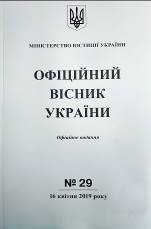 МІНІСТЕРСТВО ЮСТИЦІЇ УКРАЇНИ
ОФІЦІЙНИЙ
ВІСНИК
УКРАЇНИ
Офіційне видання
№ 29
16 квітня 2019 року